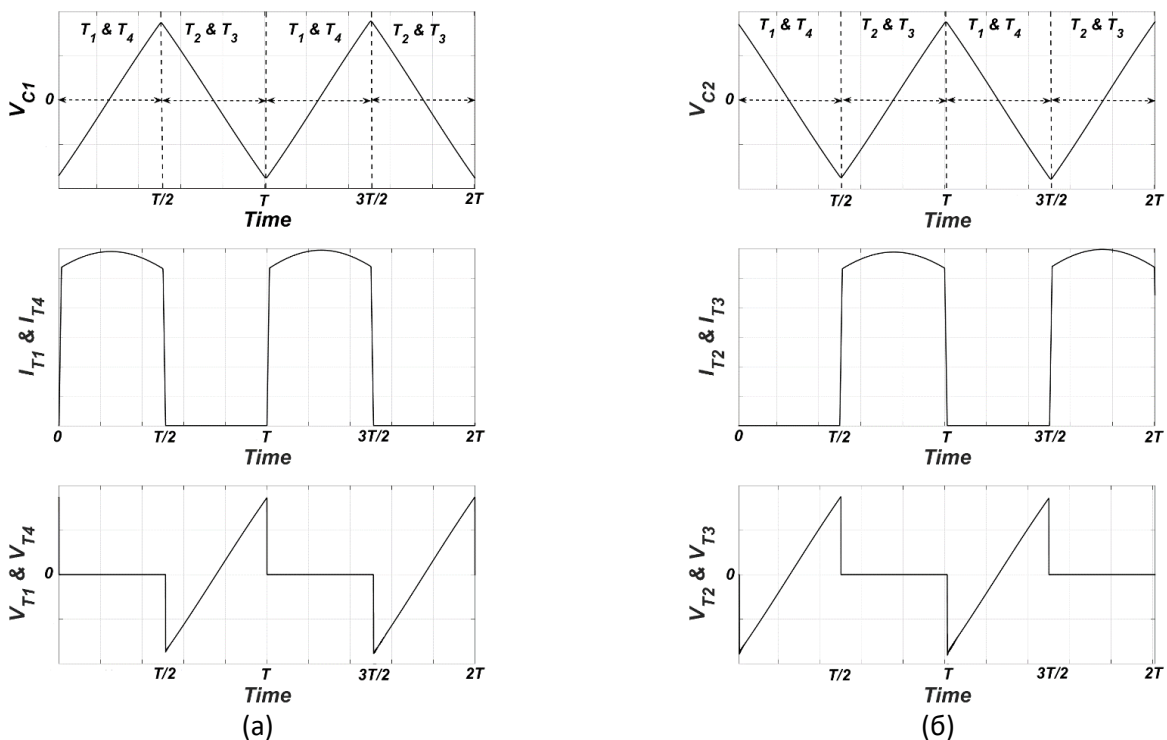 T1 & T4 T2 & T3 T1 & T4 T2 & T3
VC1
0
T/2 T 3T/2 2T
Time
IT1 & IT4
0 T/2 T 3T/2 2T
Time
VT1 & VT4
0
T/2 T 3T/2 2T
Time
(а)
T1 & T4 T2 & T3 T1 & T4 T2 & T3
VC2
0
T/2 T 3T/2 2T
Time
IT2 & IT3
0 T/2 T 3T/2 2T
Time
VT2 & VT3
0
T/2 T 3T/2 2T
Time
(б)